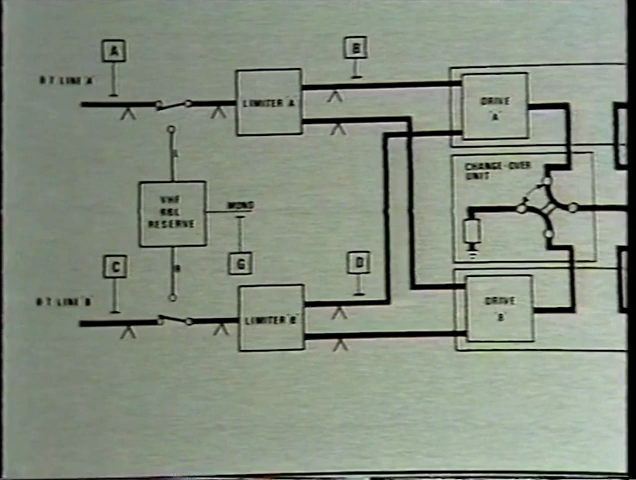 A
B
B T LINE 'A'
LIMITER 'A'
DRIVE
'A'
CHANGE-OVER
UNIT
L
VHF
RBL
RESERVE
MONO
C
G
D
R
B T LINE 'B'
LIMITER 'B'
DRIVE
'B'